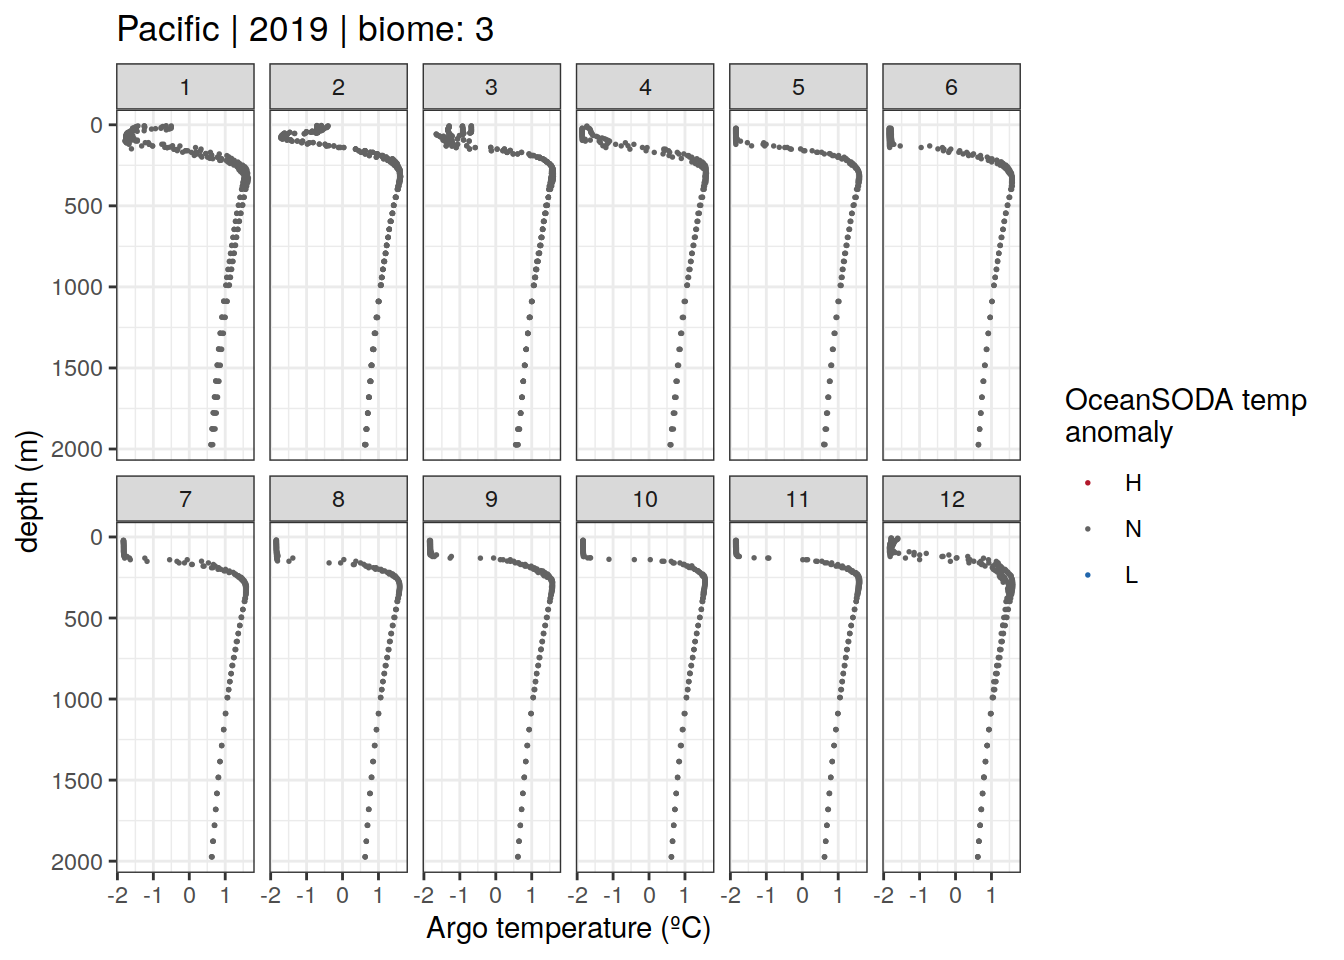 Pacific | 2019 | biome: 3
1 2 3 4 5 6
0
500
1000
1500
2000
depth (m)
7 8 9 10 11 12
0
500
1000
1500
2000
-2 -1 0 1 -2 -1 0 1 -2 -1 0 1 -2 -1 0 1 -2 -1 0 1 -2 -1 0 1
Argo temperature (ºC)
OceanSODA temp
anomaly
H
N
L